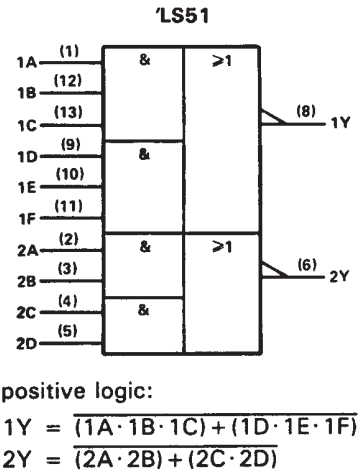 'LS51
& ≥1
1A (1)
1B (12)
1C (13)
(8) 1Y
1D (9) &
1E (10)
1F (11)
2A (2) & ≥1
2B (3)
(6) 2Y
2C (4) &
2D (5)
positive logic:
1Y = \overline{(1A·1B·1C) + (1D·1E·1F)}
2Y = \overline{(2A·2B) + (2C·2D)}